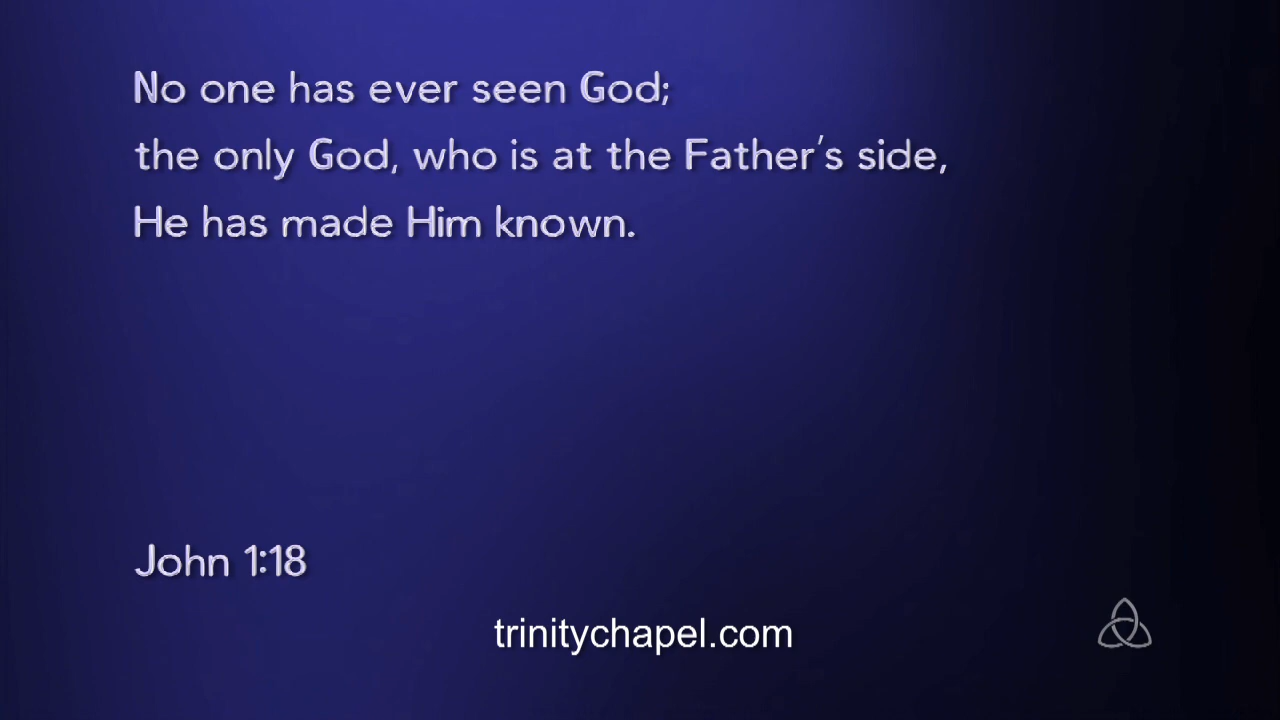 No one has ever seen God;
the only God, who is at the Father's side,
He has made Him known.
John 1:18
trinitychapel.com